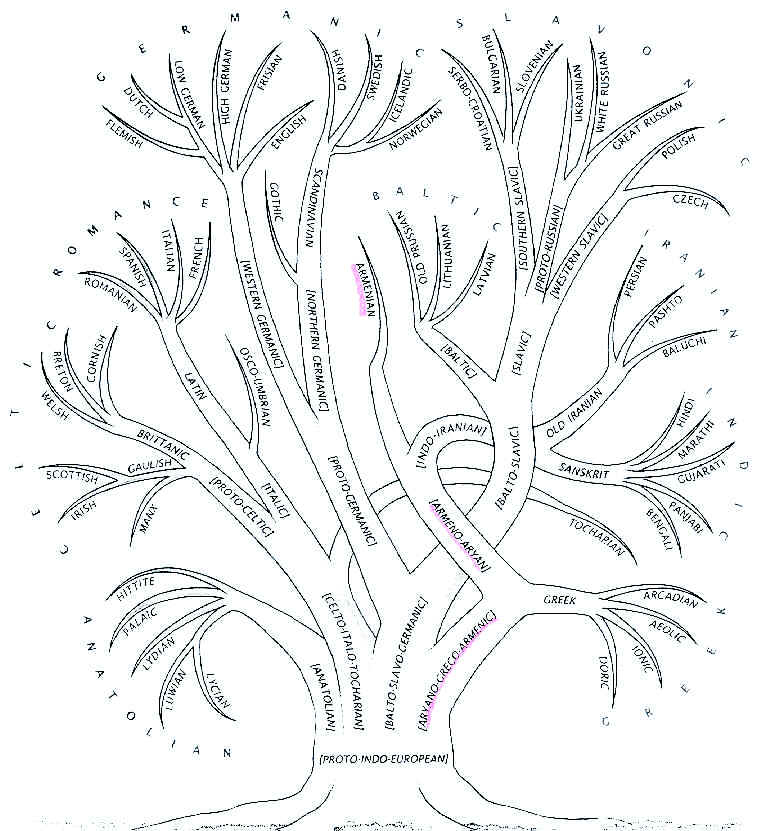 GERMANIC
FLEMISH
DUTCH
LOW GERMAN
HIGH GERMAN
FRISIAN
ENGLISH
DANISH
SWEDISH
ICELANDIC
NORWEGIAN
SCANDINAVIAN
GOTHIC
[WESTERN GERMANIC]
[NORTHERN GERMANIC]
[PROTO-GERMANIC]
SLAVONIC
SERBO-CROATIAN
BULGARIAN
SLOVENIAN
UKRAINIAN
WHITE RUSSIAN
GREAT RUSSIAN
POLISH
CZECH
[SOUTHERN SLAVIC]
[PROTO-RUSSIAN]
[WESTERN SLAVIC]
[SLAVIC]
BALTIC
OLD PRUSSIAN
LITHUAINIAN
LATVIAN
[BALTIC]
[BALTO-SLAVIC]
ARMENIAN
ROMANCE
ROMANIAN
SPANISH
ITALIAN
FRENCH
LATIN
OSCO-UMBRIAN
[ITALIC]
CELTIC
WELSH
BRETON
CORNISH
BRITTANIC
GAULISH
SCOTTISH
IRISH
MANX
[PROTO-CELTIC]
IRANIAN
PERSIAN
PASHTO
BALUCHI
OLD IRANIAN
[INDO-IRANIAN]
INDIC
HINDI
MARATHI
GUJARATI
PANJABI
BENGALI
SANSKRIT
TOCHARIAN
[ARMENO-ARYAN]
GREEK
ARCADIAN
AEOLIC
IONIC
DORIC
GREEK
ANATOLIAN
HITTITE
PALAIC
LYDIAN
LUWIAN
LYCIAN
[ANATOLIAN]
[CELTO-ITALO-TOCHARIAN]
[BALTO-SLAVO-GERMANIC]
[ARYANO-GRECO-ARMENIC]
[PROTO-INDO-EUROPEAN]